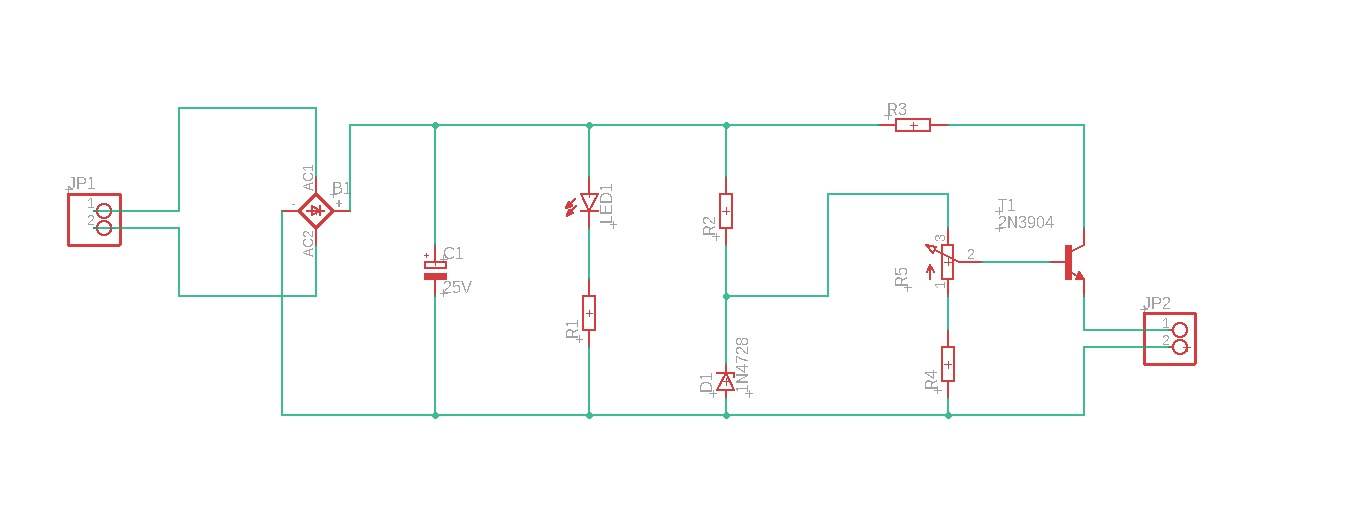 JP1
1
2
AC1
B1
-
+
AC2
+
C1
25V
LED1
R1
R2
D1
1N4728
R3
R5
3
2
1
R4
T1
2N3904
JP2
1
2